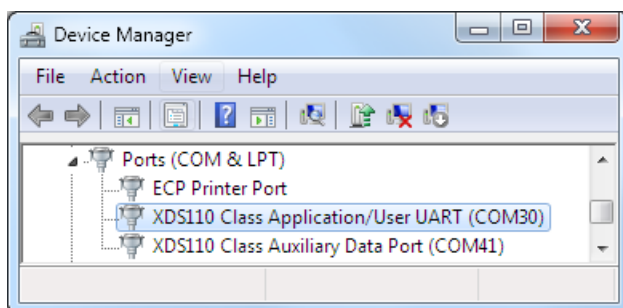 Device Manager
File Action View Help
Ports (COM & LPT)
ECP Printer Port
XDS110 Class Application/User UART (COM30)
XDS110 Class Auxiliary Data Port (COM41)